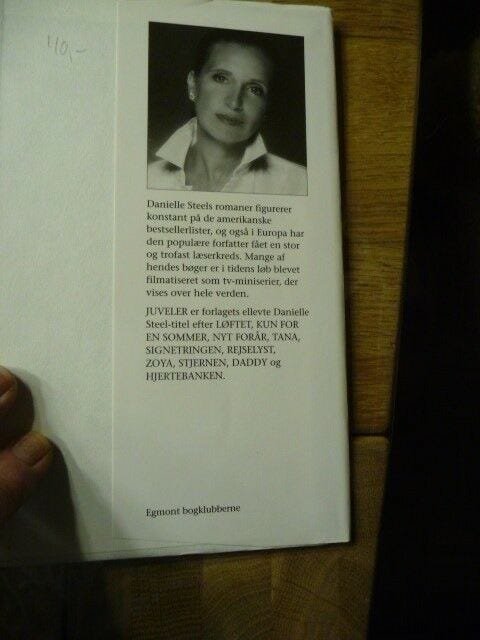 110,-
Danielle Steels romaner figurerer
konstant på de amerikanske
bestsellerlister, og også i Europa har
den populære forfatter fået en stor
og trofast læserkreds. Mange af
hendes bøger er i tidens løb blevet
filmatiseret som tv-miniserier, der
vises over hele verden.
JUVELER er forlagets ellevte Danielle
Steel-titel efter LØFTET, KUN FOR
EN SOMMER, NYT FORÅR, TANA,
SIGNETRINGEN, REJSELYST,
ZOYA, STJERNEN, DADDY og
HJERTEBANKEN.
Egmont bogklubberne